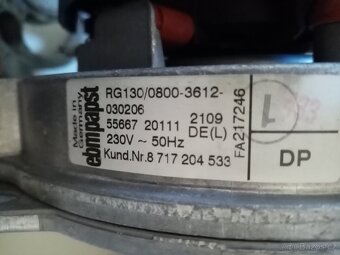 Made in
Germany
ebmpapst
RG130/0800-3612-
030206
55667 20111 2109
230V ~ 50Hz DE(L)
Kund.Nr.8 717 204 533
FA217246
1
DP